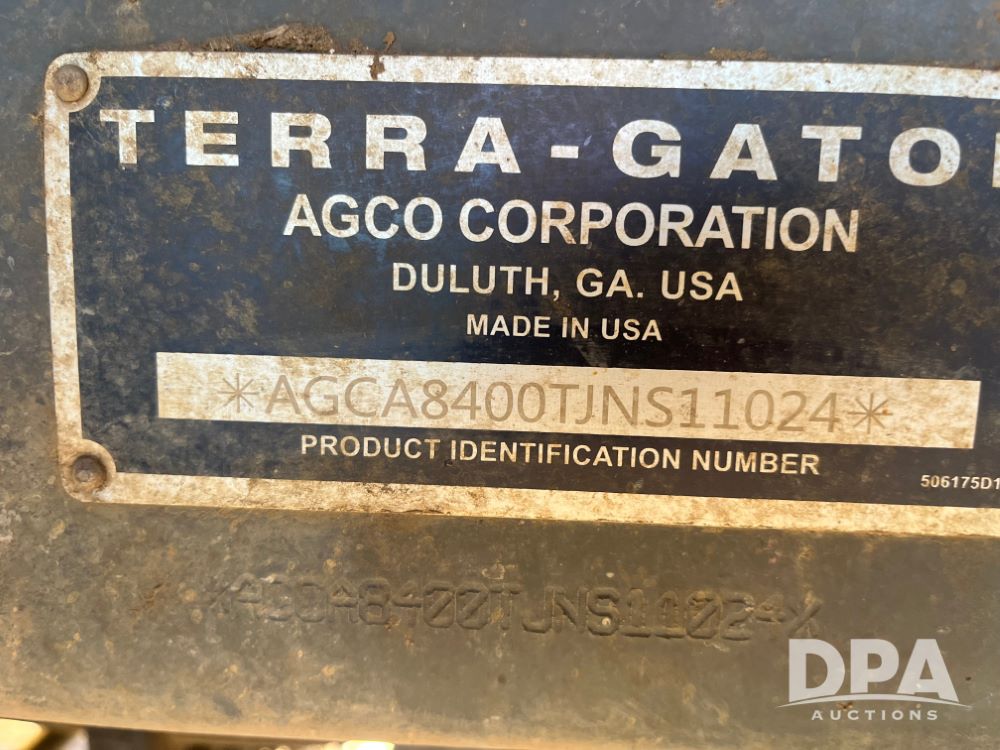 TERRA-GATO
AGCO CORPORATION
DULUTH, GA. USA
MADE IN USA
*AGCA8400TJNS11024*
PRODUCT IDENTIFICATION NUMBER
506175D1
*AGCA8400TJNS11024*
DPA
AUCTIONS